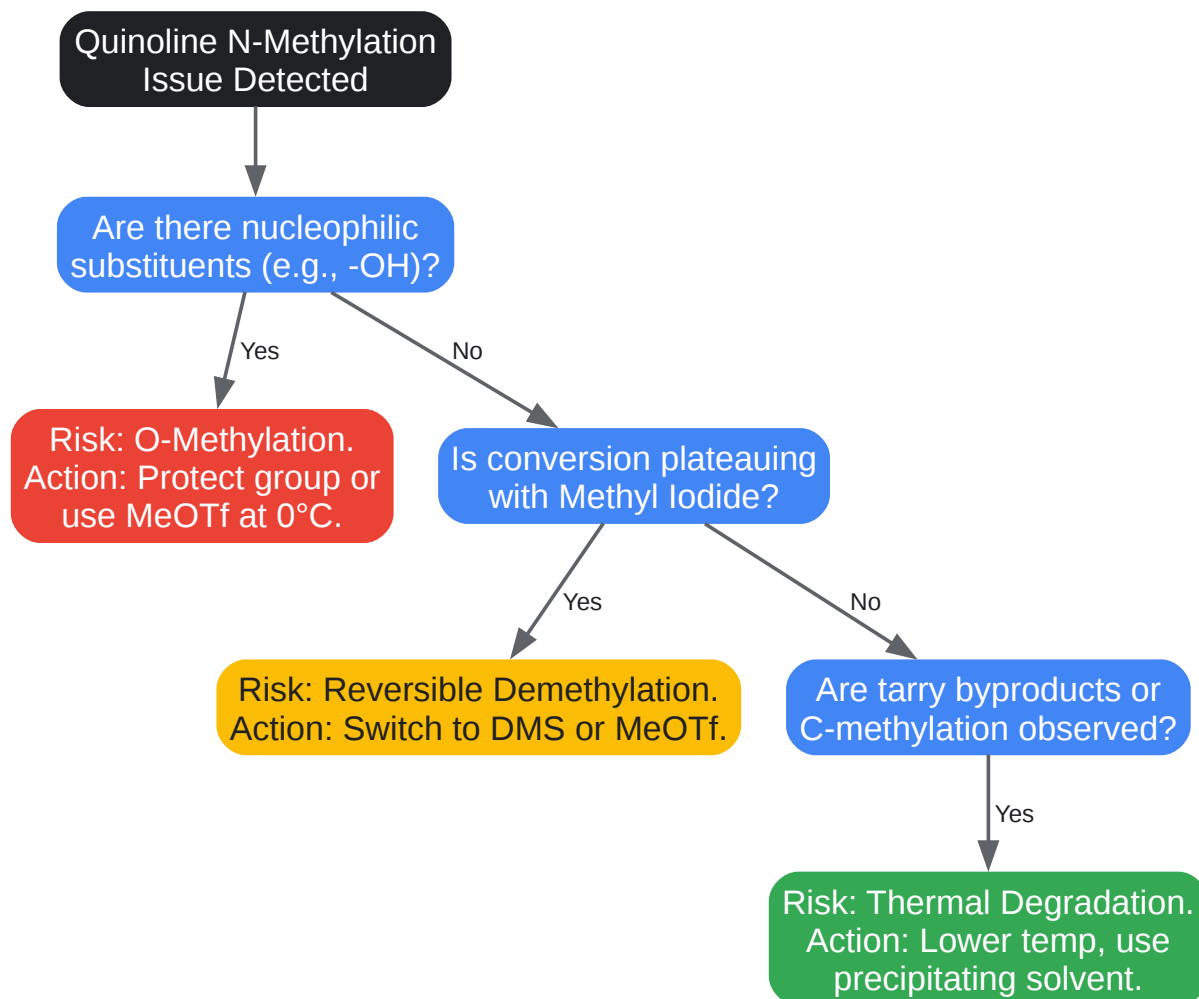 Quinoline N-Methylation
Issue Detected
Are there nucleophilic
substituents (e.g., -OH)?
Yes
No
Risk: O-Methylation.
Action: Protect group or
use MeOTf at 0°C.
Is conversion plateauing
with Methyl Iodide?
Yes
No
Risk: Reversible Demethylation.
Action: Switch to DMS or MeOTf.
Are tarry byproducts or
C-methylation observed?
Yes
Risk: Thermal Degradation.
Action: Lower temp, use
precipitating solvent.